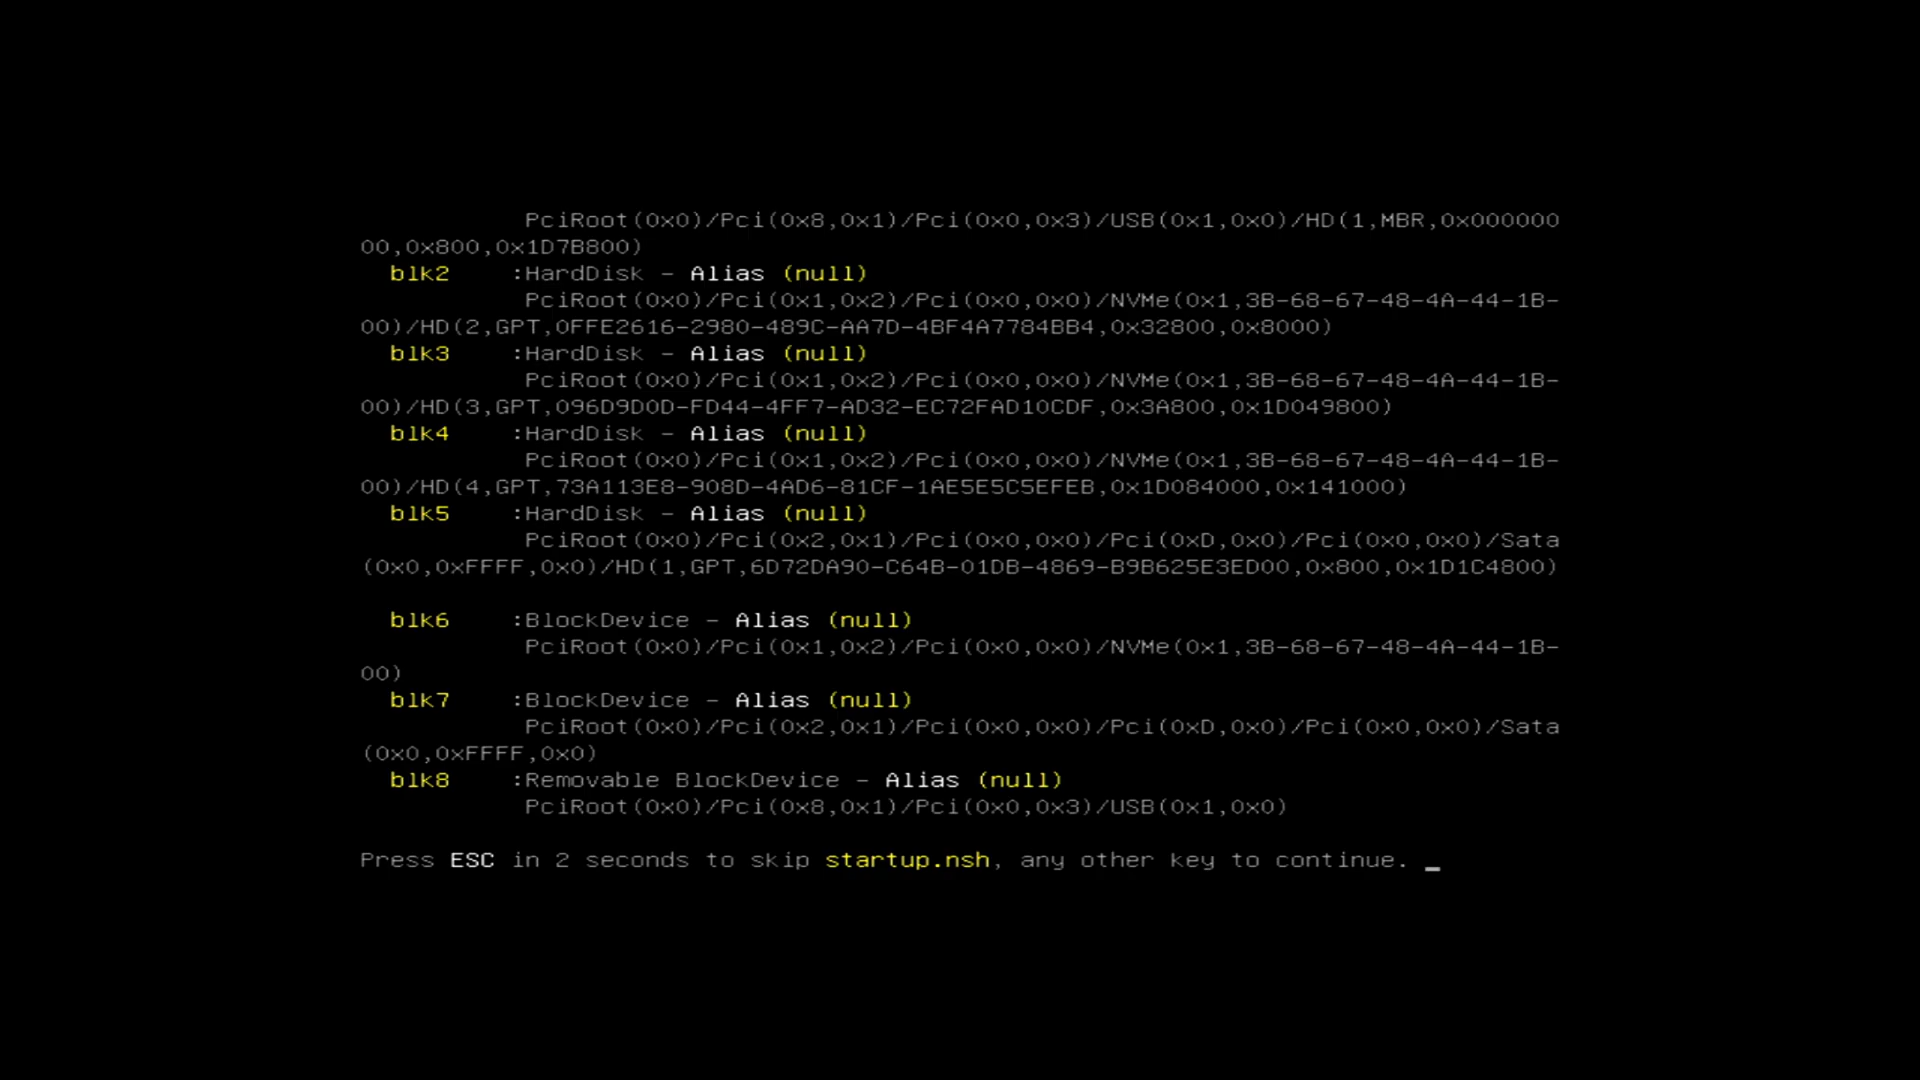 PciRoot(0x0)/Pci(0x8,0x1)/Pci(0x0,0x3)/USB(0x1,0x0)/HD(1,MBR,0x000000
00,0x800,0x1D7B800)
blk2 :HardDisk - Alias (null)
PciRoot(0x0)/Pci(0x1,0x2)/Pci(0x0,0x0)/NVMe(0x1,3B-68-67-48-4A-44-1B-
00)/HD(2,GPT,0FFE2616-2980-489C-AA7D-4BF4A7784BB4,0x32800,0x8000)
blk3 :HardDisk - Alias (null)
PciRoot(0x0)/Pci(0x1,0x2)/Pci(0x0,0x0)/NVMe(0x1,3B-68-67-48-4A-44-1B-
00)/HD(3,GPT,096D9D0D-FD44-4FF7-AD32-EC72FAD10CDF,0x3A800,0x1D049800)
blk4 :HardDisk - Alias (null)
PciRoot(0x0)/Pci(0x1,0x2)/Pci(0x0,0x0)/NVMe(0x1,3B-68-67-48-4A-44-1B-
00)/HD(4,GPT,73A113E8-908D-4AD6-81CF-1AE5E5C5EFEB,0x1D084000,0x141000)
blk5 :HardDisk - Alias (null)
PciRoot(0x0)/Pci(0x2,0x1)/Pci(0x0,0x0)/Pci(0xD,0x0)/Pci(0x0,0x0)/Sata
(0x0,0xFFFF,0x0)/HD(1,GPT,6D72DA90-C64B-01DB-4869-B9B625E3ED00,0x800,0x1D1C4800)
blk6 :BlockDevice - Alias (null)
PciRoot(0x0)/Pci(0x1,0x2)/Pci(0x0,0x0)/NVMe(0x1,3B-68-67-48-4A-44-1B-
00)
blk7 :BlockDevice - Alias (null)
PciRoot(0x0)/Pci(0x2,0x1)/Pci(0x0,0x0)/Pci(0xD,0x0)/Pci(0x0,0x0)/Sata
(0x0,0xFFFF,0x0)
blk8 :Removable BlockDevice - Alias (null)
PciRoot(0x0)/Pci(0x8,0x1)/Pci(0x0,0x3)/USB(0x1,0x0)
Press ESC in 2 seconds to skip startup.nsh, any other key to continue. _